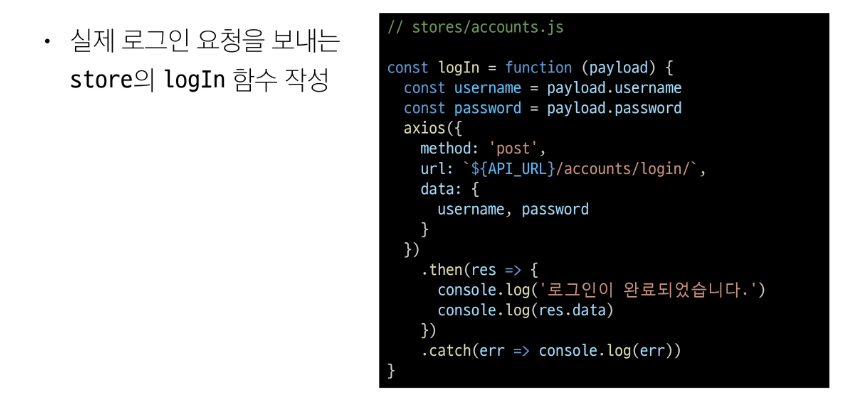 • 실제 로그인 요청을 보내는
store의 logIn 함수 작성
// stores/accounts.js
const logIn = function (payload) {
  const username = payload.username
  const password = payload.password
  axios({
    method: 'post',
    url: `${API_URL}/accounts/login/`,
    data: {
      username, password
    }
  })
    .then(res => {
      console.log('로그인이 완료되었습니다.')
      console.log(res.data)
    })
    .catch(err => console.log(err))
}